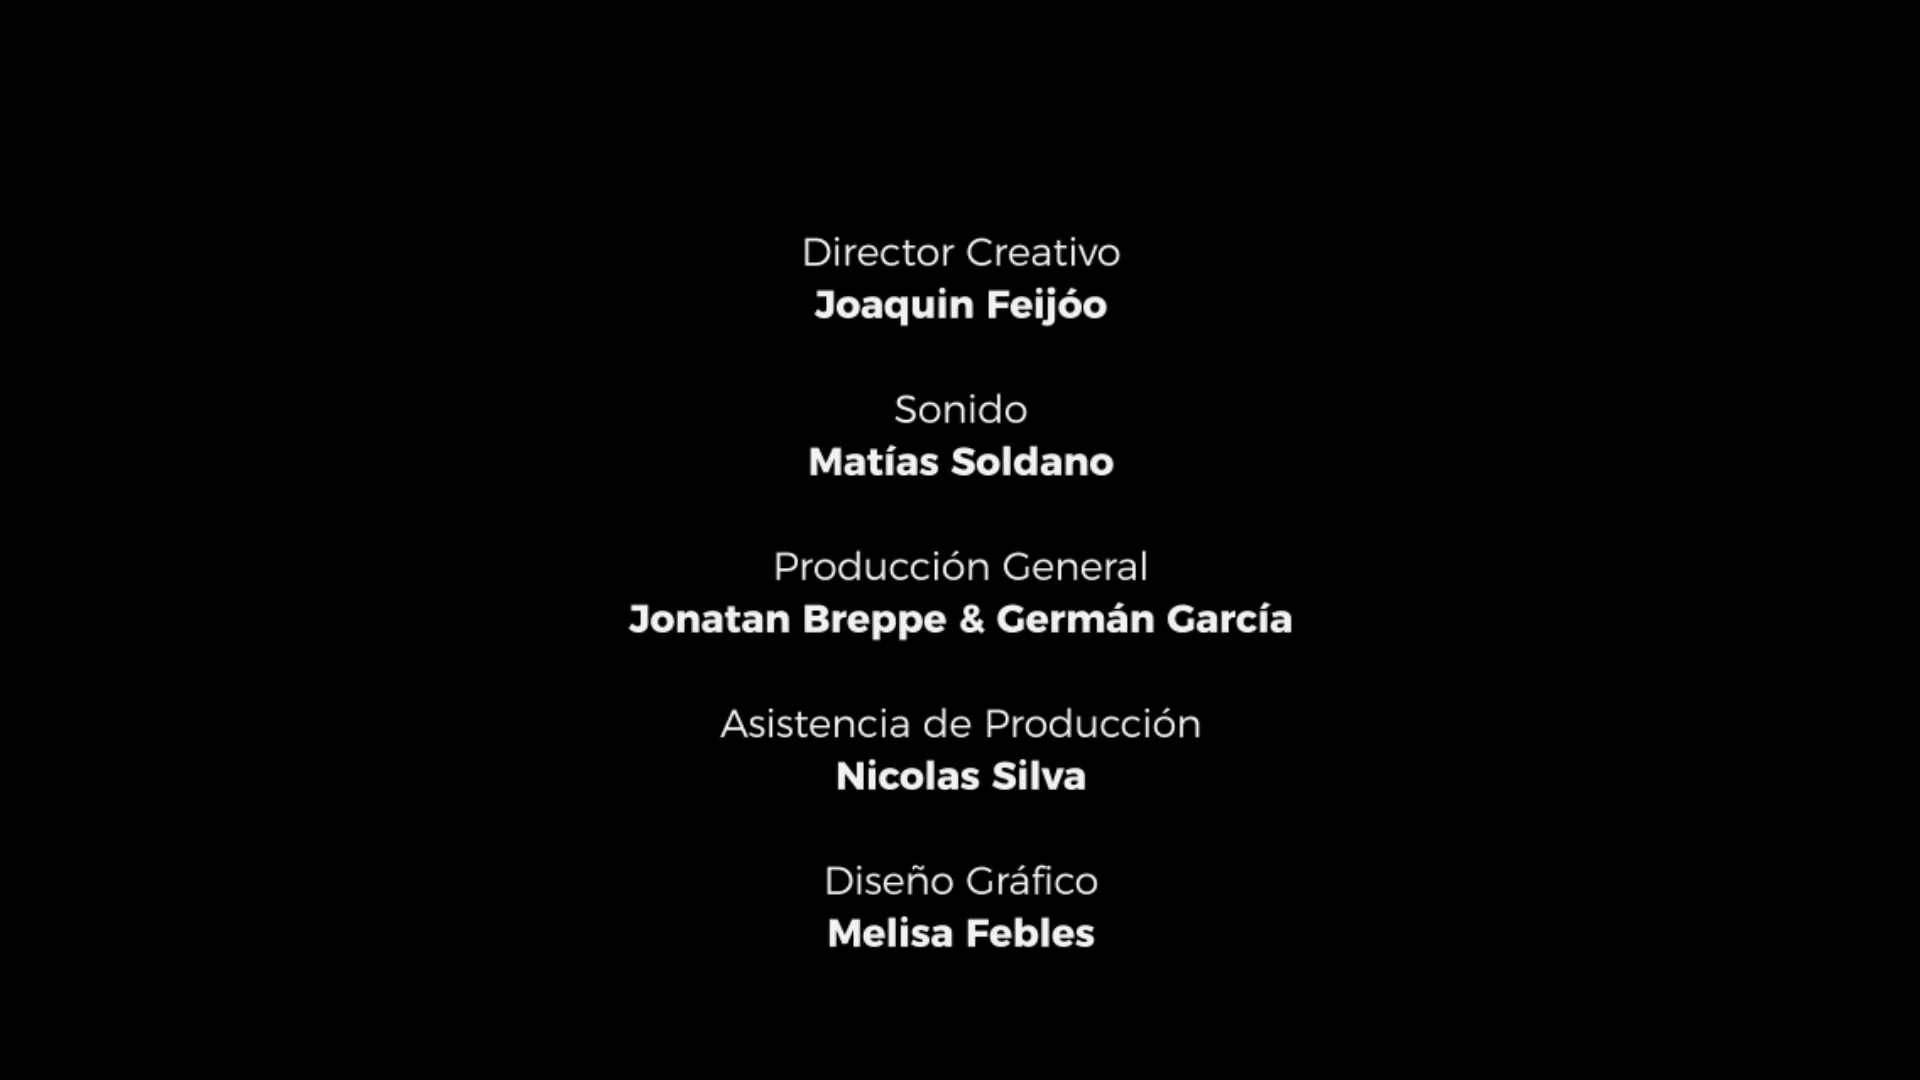 Director Creativo
Joaquin Feijóo
Sonido
Matías Soldano
Producción General
Jonatan Breppe & Germán García
Asistencia de Producción
Nicolas Silva
Diseño Gráfico
Melisa Febles